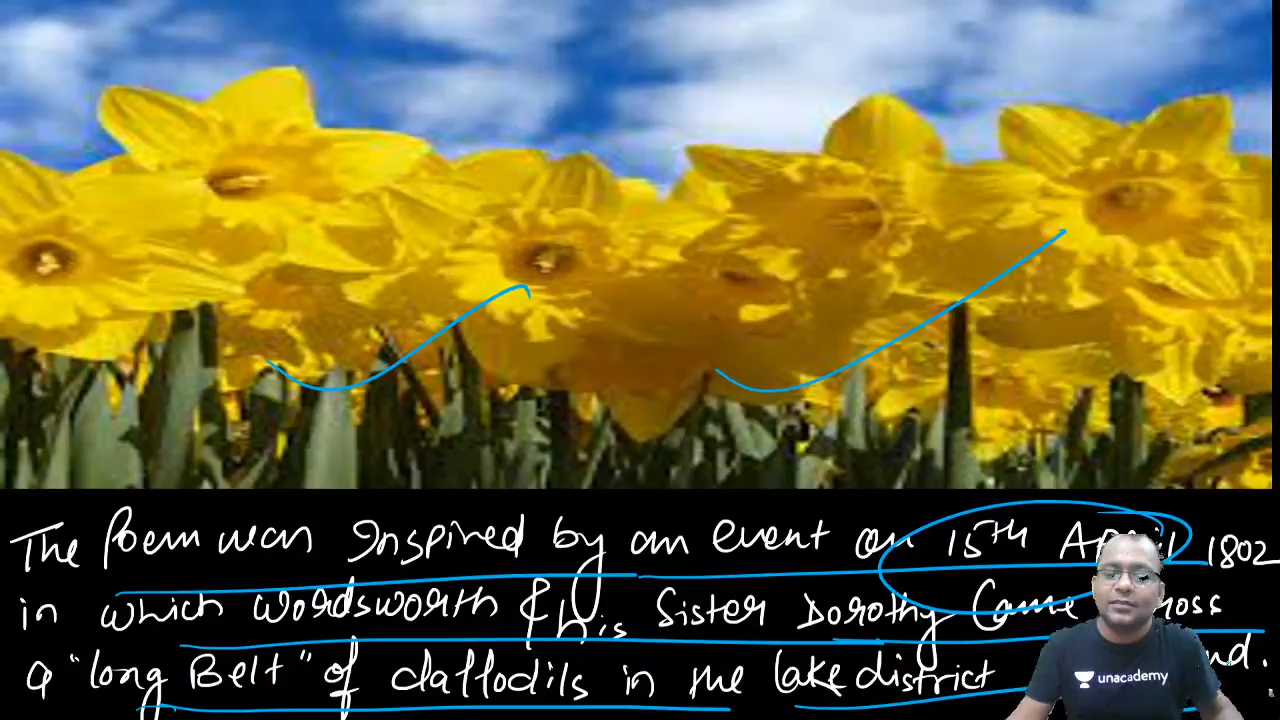 The Poem was Inspired by an event on 15TH April 1802
in which Wordsworth & his Sister Dorothy Came
a "long Belt" of daffodils in the lake district
unacademy